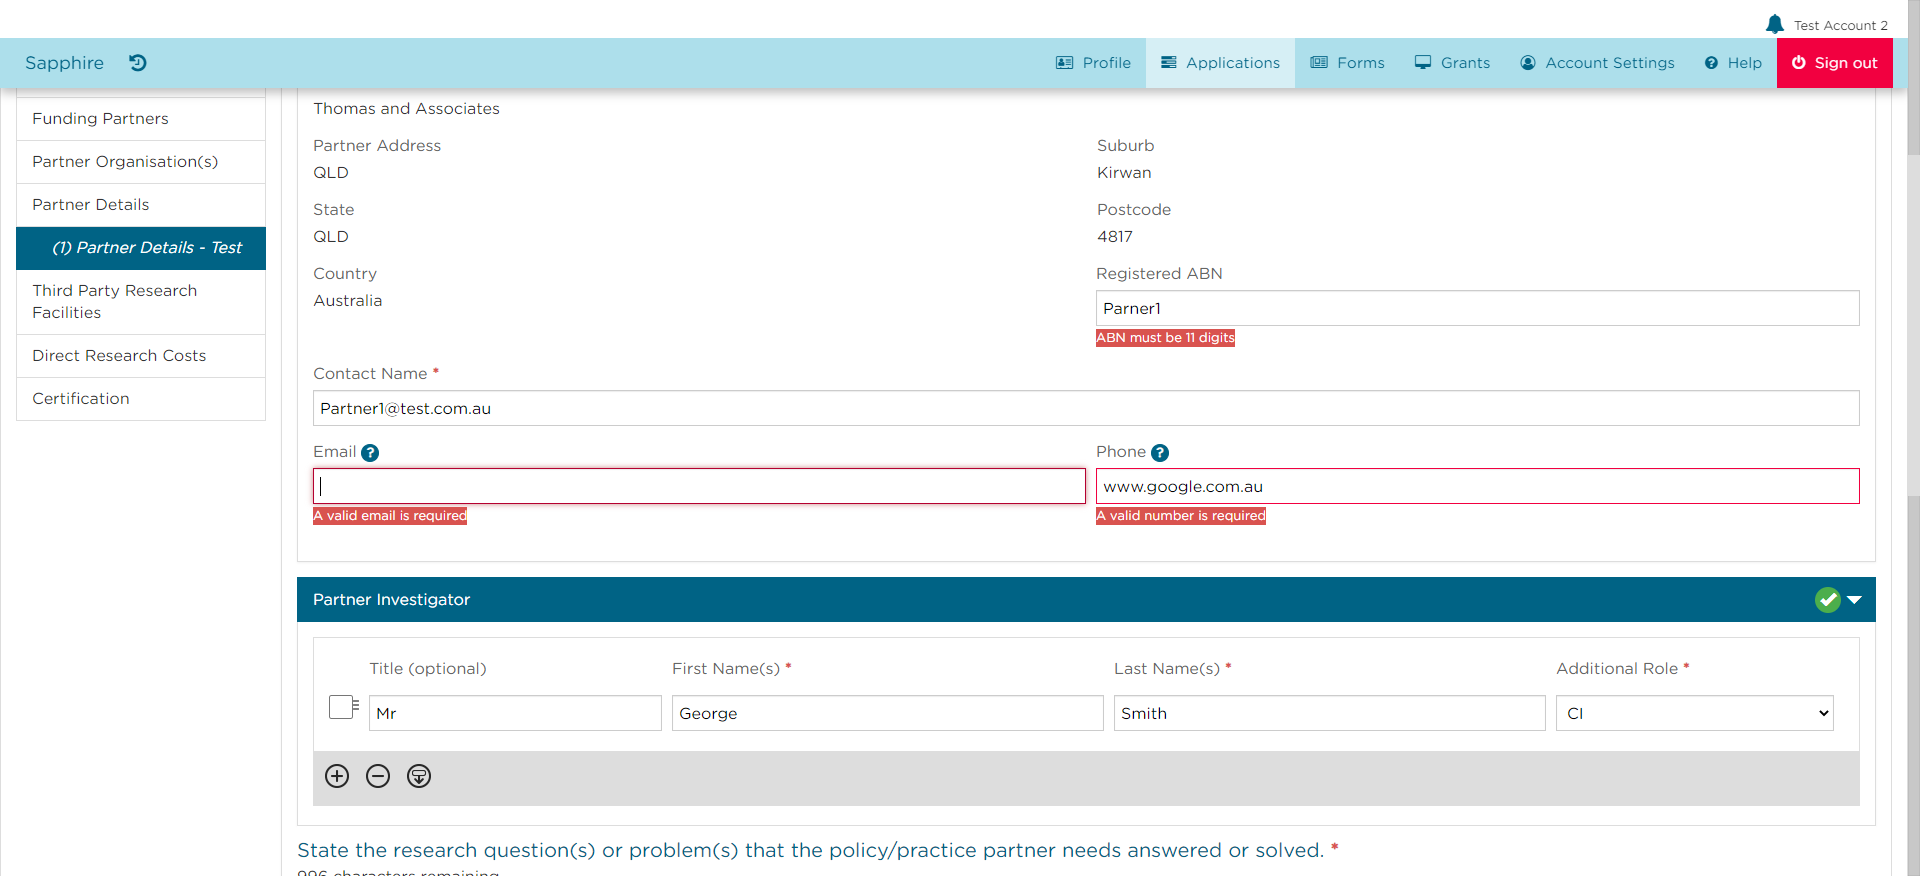 Test Account 2
Sapphire
Profile
Applications
Forms
Grants
Account Settings
Help
Sign out
Funding Partners
Partner Organisation(s)
Partner Details
(1) Partner Details - Test
Third Party Research
Facilities
Direct Research Costs
Certification
Thomas and Associates
Partner Address
Suburb
QLD
Kirwan
State
Postcode
QLD
4817
Country
Registered ABN
Australia
Parner1
ABN must be 11 digits
Contact Name *
Partner1@test.com.au
Email ?
Phone ?
www.google.com.au
A valid email is required
A valid number is required
Partner Investigator
Title (optional)
First Name(s) *
Last Name(s) *
Additional Role *
Mr
George
Smith
CI
State the research question(s) or problem(s) that the policy/practice partner needs answered or solved. *
996 characters remaining